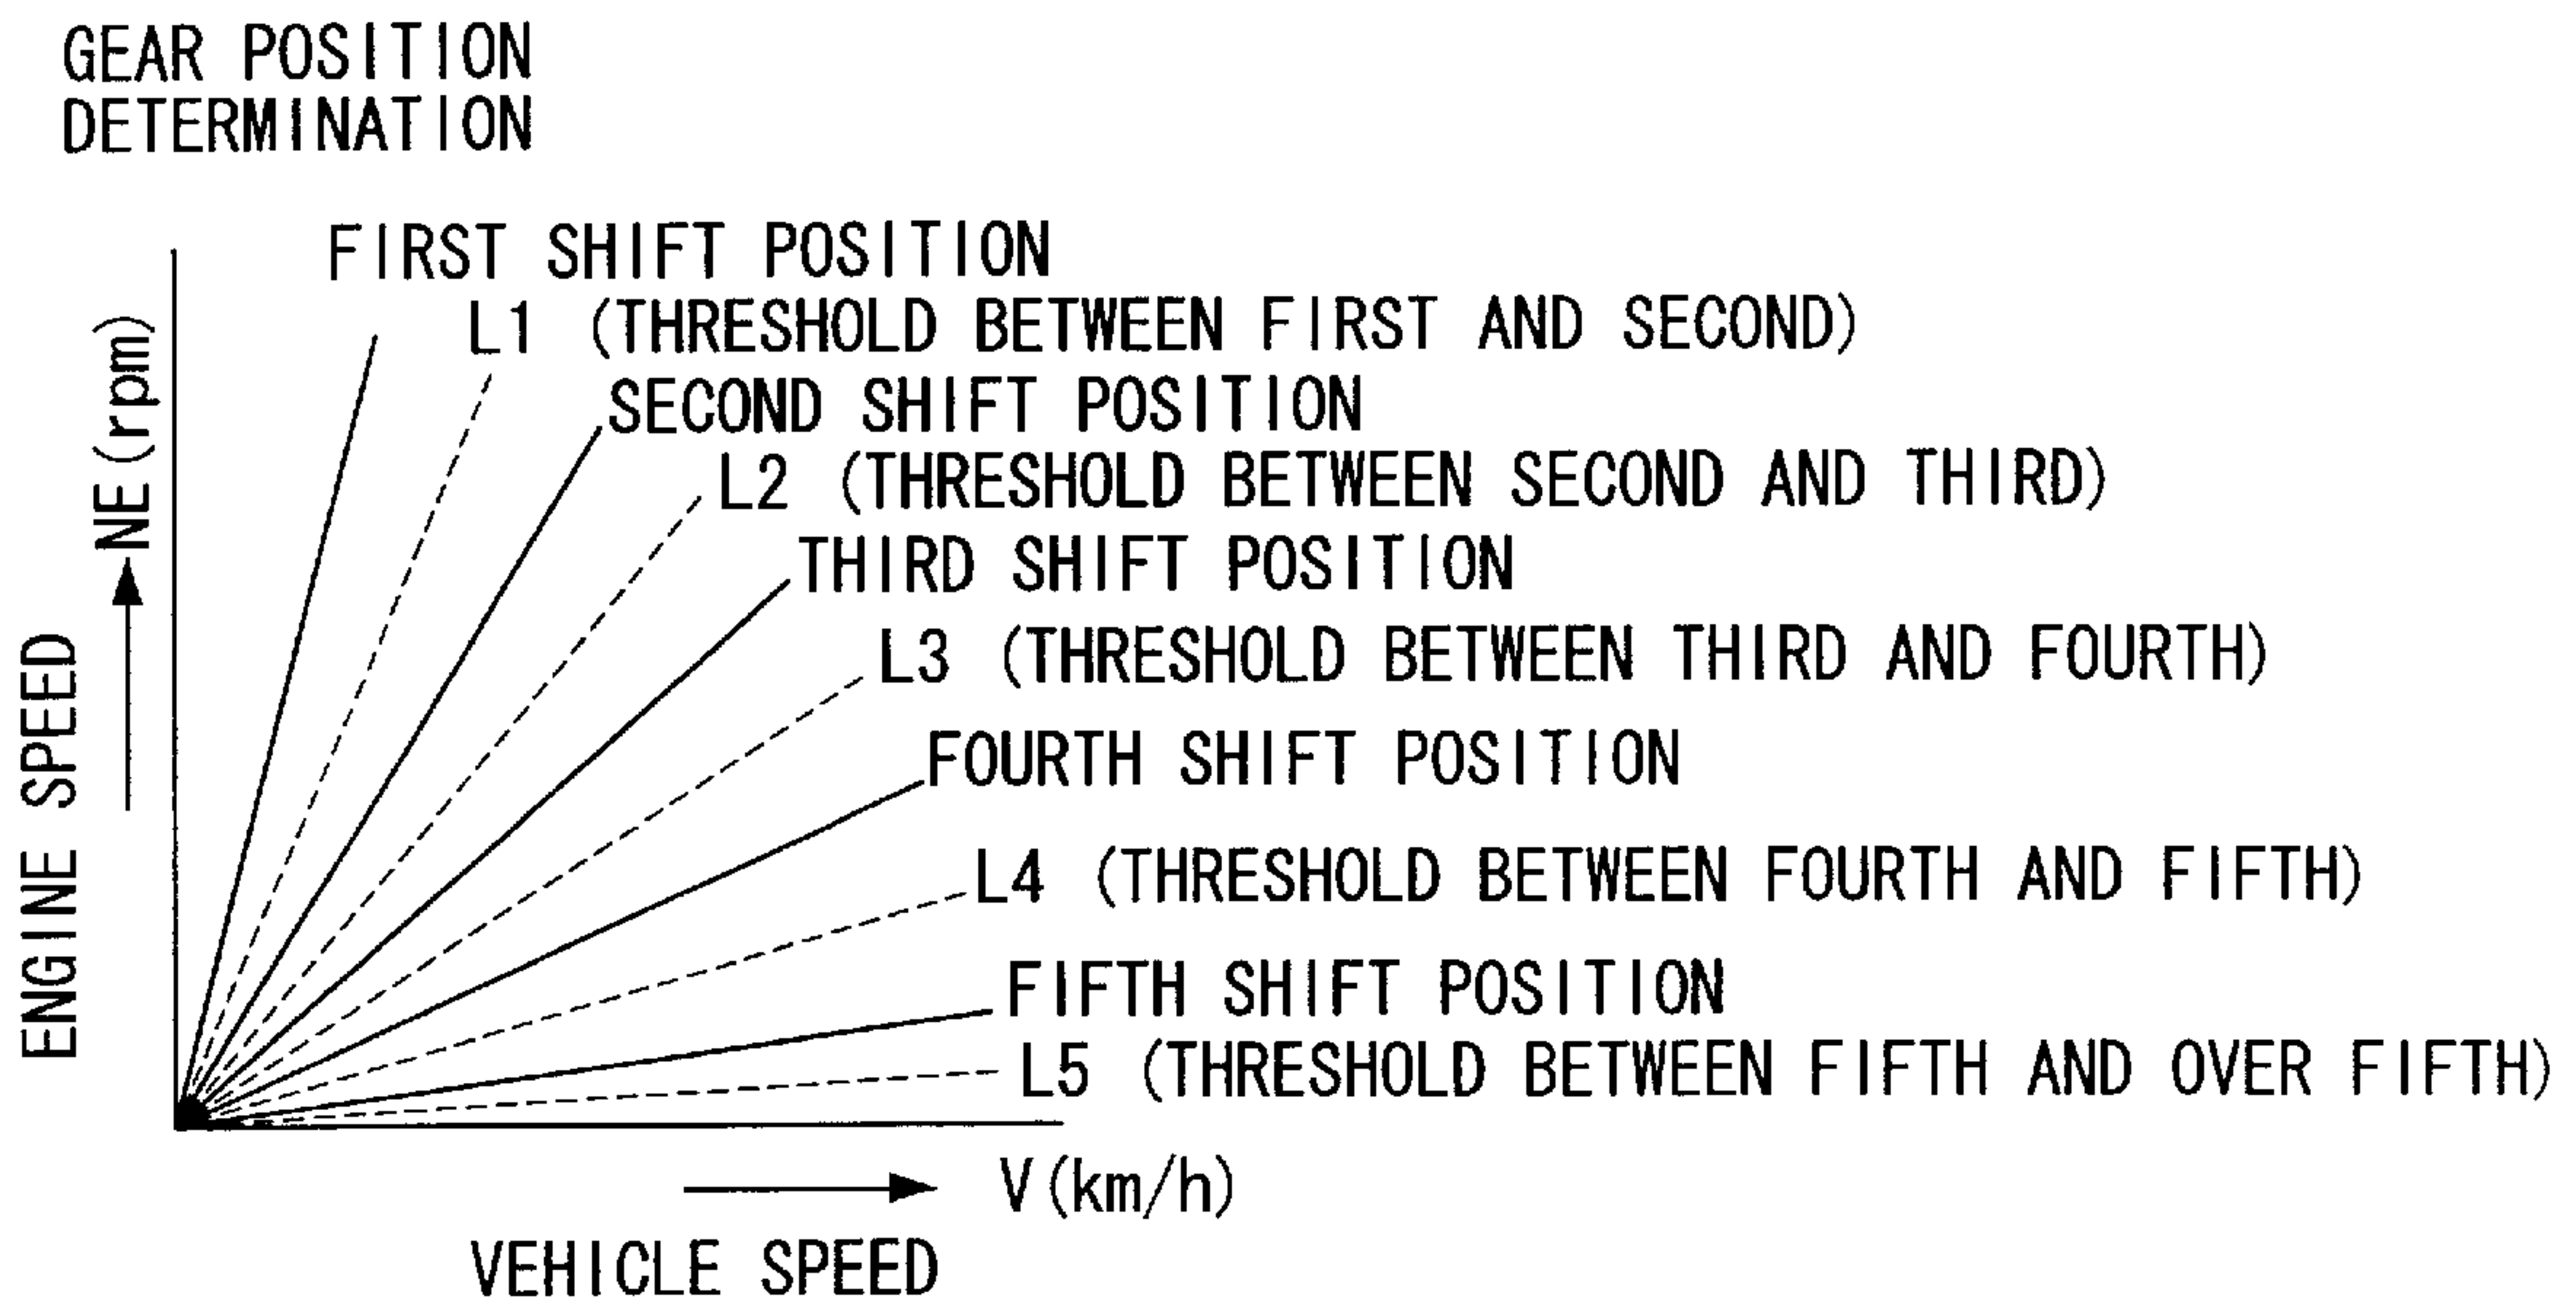 GEAR POSITION
DETERMINATION
FIRST SHIFT POSITION
L1 (THRESHOLD BETWEEN FIRST AND SECOND)
SECOND SHIFT POSITION
L2 (THRESHOLD BETWEEN SECOND AND THIRD)
THIRD SHIFT POSITION
L3 (THRESHOLD BETWEEN THIRD AND FOURTH)
FOURTH SHIFT POSITION
L4 (THRESHOLD BETWEEN FOURTH AND FIFTH)
FIFTH SHIFT POSITION
L5 (THRESHOLD BETWEEN FIFTH AND OVER FIFTH)
ENGINE SPEED
NE(rpm)
V(km/h)
VEHICLE SPEED